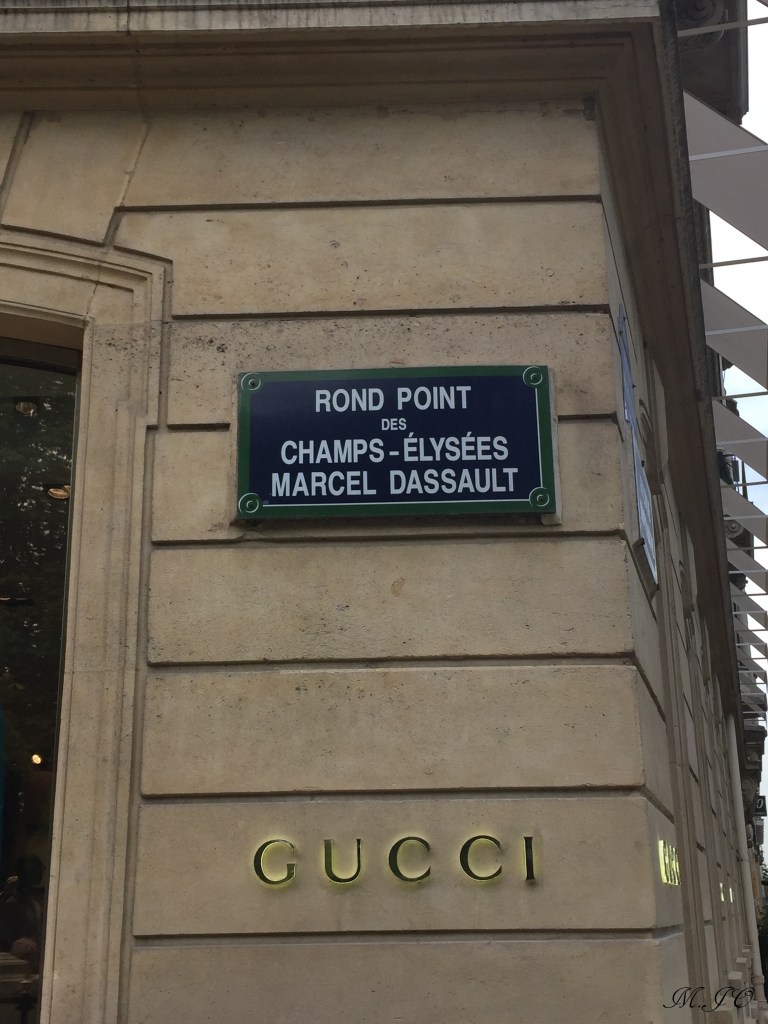 ROND POINT
DES
CHAMPS-ÉLYSÉES
MARCEL DASSAULT
GUCCI
M.JO